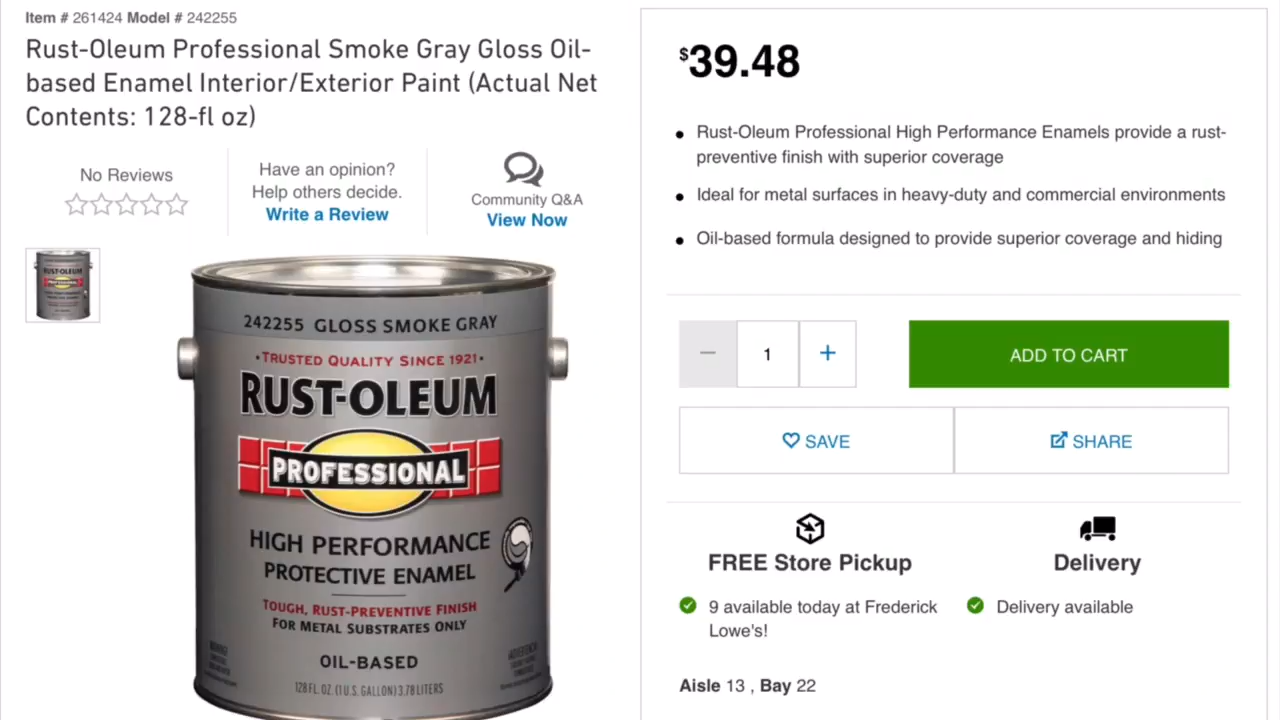 Item # 261424 Model # 242255
Rust-Oleum Professional Smoke Gray Gloss Oil-
based Enamel Interior/Exterior Paint (Actual Net
Contents: 128-fl oz)
No Reviews
Have an opinion?
Help others decide.
Write a Review
Community Q&A
View Now
RUST-OLEUM
PROFESSIONAL
242255 GLOSS SMOKE GRAY
•TRUSTED QUALITY SINCE 1921•
RUST-OLEUM
PROFESSIONAL
HIGH PERFORMANCE
PROTECTIVE ENAMEL
TOUGH, RUST-PREVENTIVE FINISH
FOR METAL SUBSTRATES ONLY
OIL-BASED
128 FL. OZ. (1 U.S. GALLON) 3.78 LITERS
$39.48
• Rust-Oleum Professional High Performance Enamels provide a rust-
preventive finish with superior coverage
• Ideal for metal surfaces in heavy-duty and commercial environments
• Oil-based formula designed to provide superior coverage and hiding
− 1 +
ADD TO CART
SAVE
SHARE
FREE Store Pickup
9 available today at Frederick
Lowe's!
Delivery
Delivery available
Aisle 13 , Bay 22